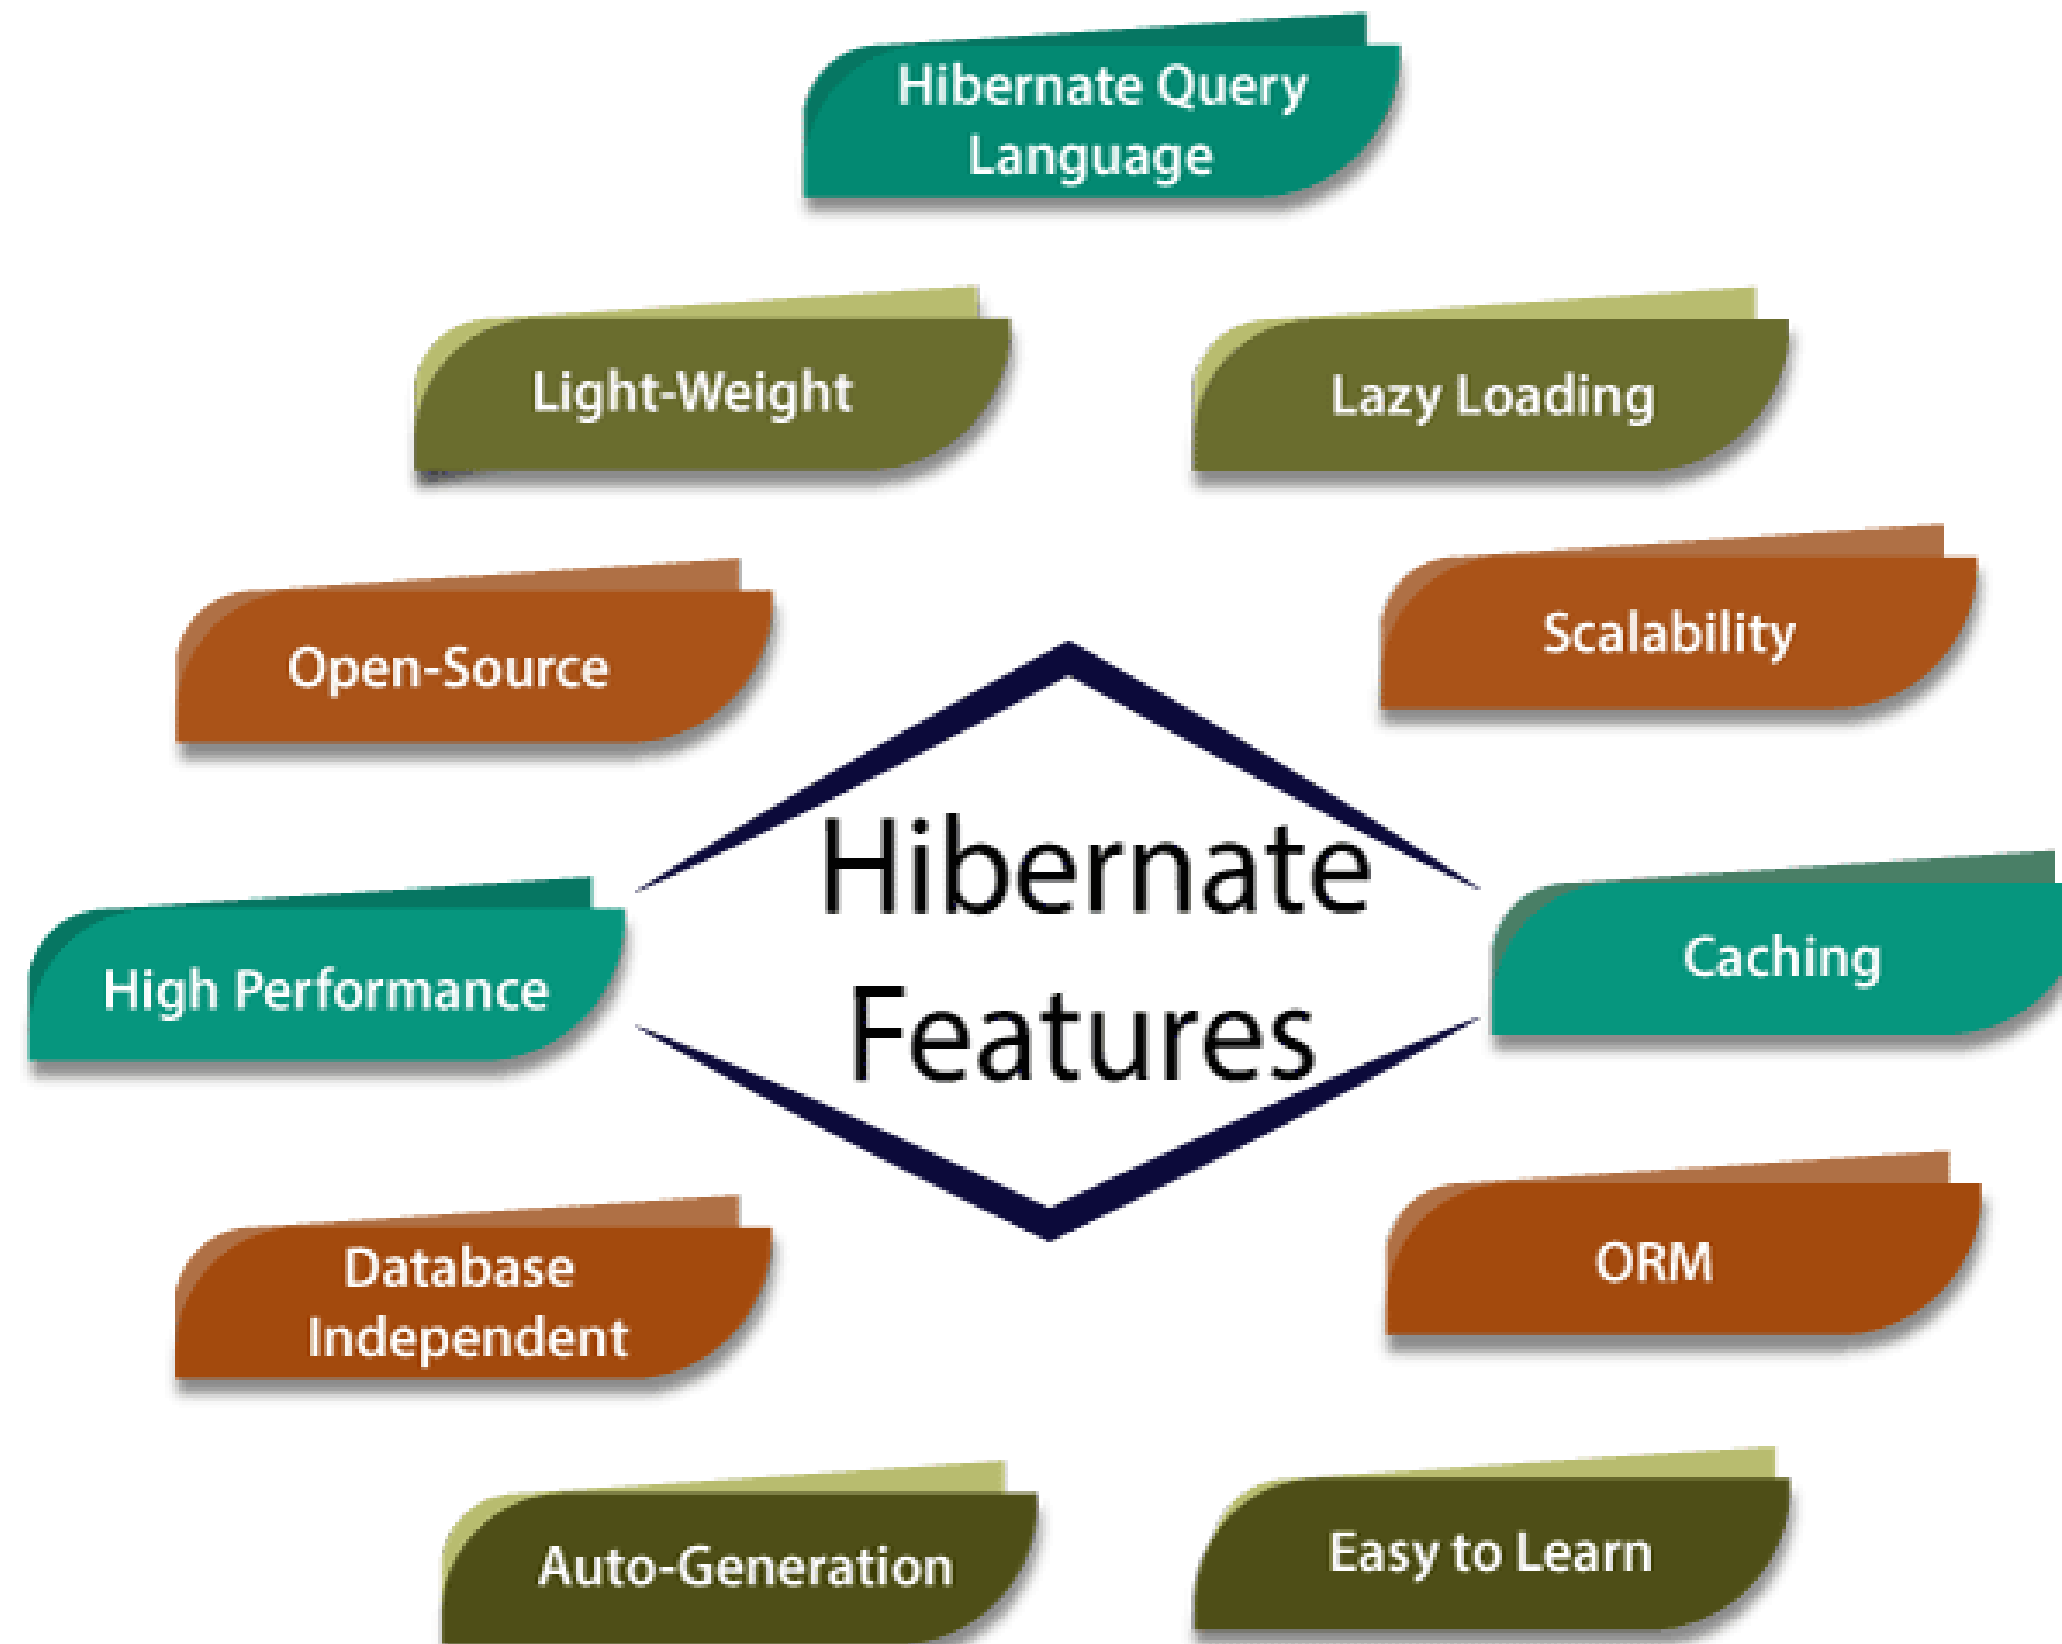 Hibernate Query
Language
Light-Weight
Lazy Loading
Open-Source
Scalability
Hibernate
Features
High Performance
Caching
Database
Independent
ORM
Auto-Generation
Easy to Learn